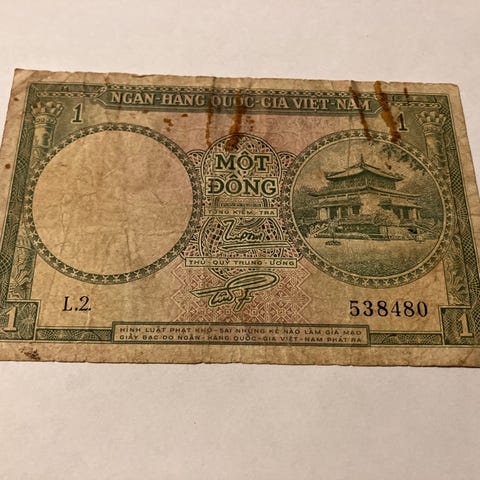 NGÂN-HÀNG QUỐC-GIA VIỆT-NAM
1 1
MỘT
ĐỒNG
TỔNG KIỂM-TRA
THỦ-QUỸ TRUNG-ƯƠNG
L.2. 538480
1 1
HÌNH LUẬT PHẠT KHỔ-SAI NHỮNG KẺ NÀO LÀM GIẢ MẠO
GIẤY BẠC DO NGÂN-HÀNG QUỐC-GIA VIỆT-NAM PHÁT RA.